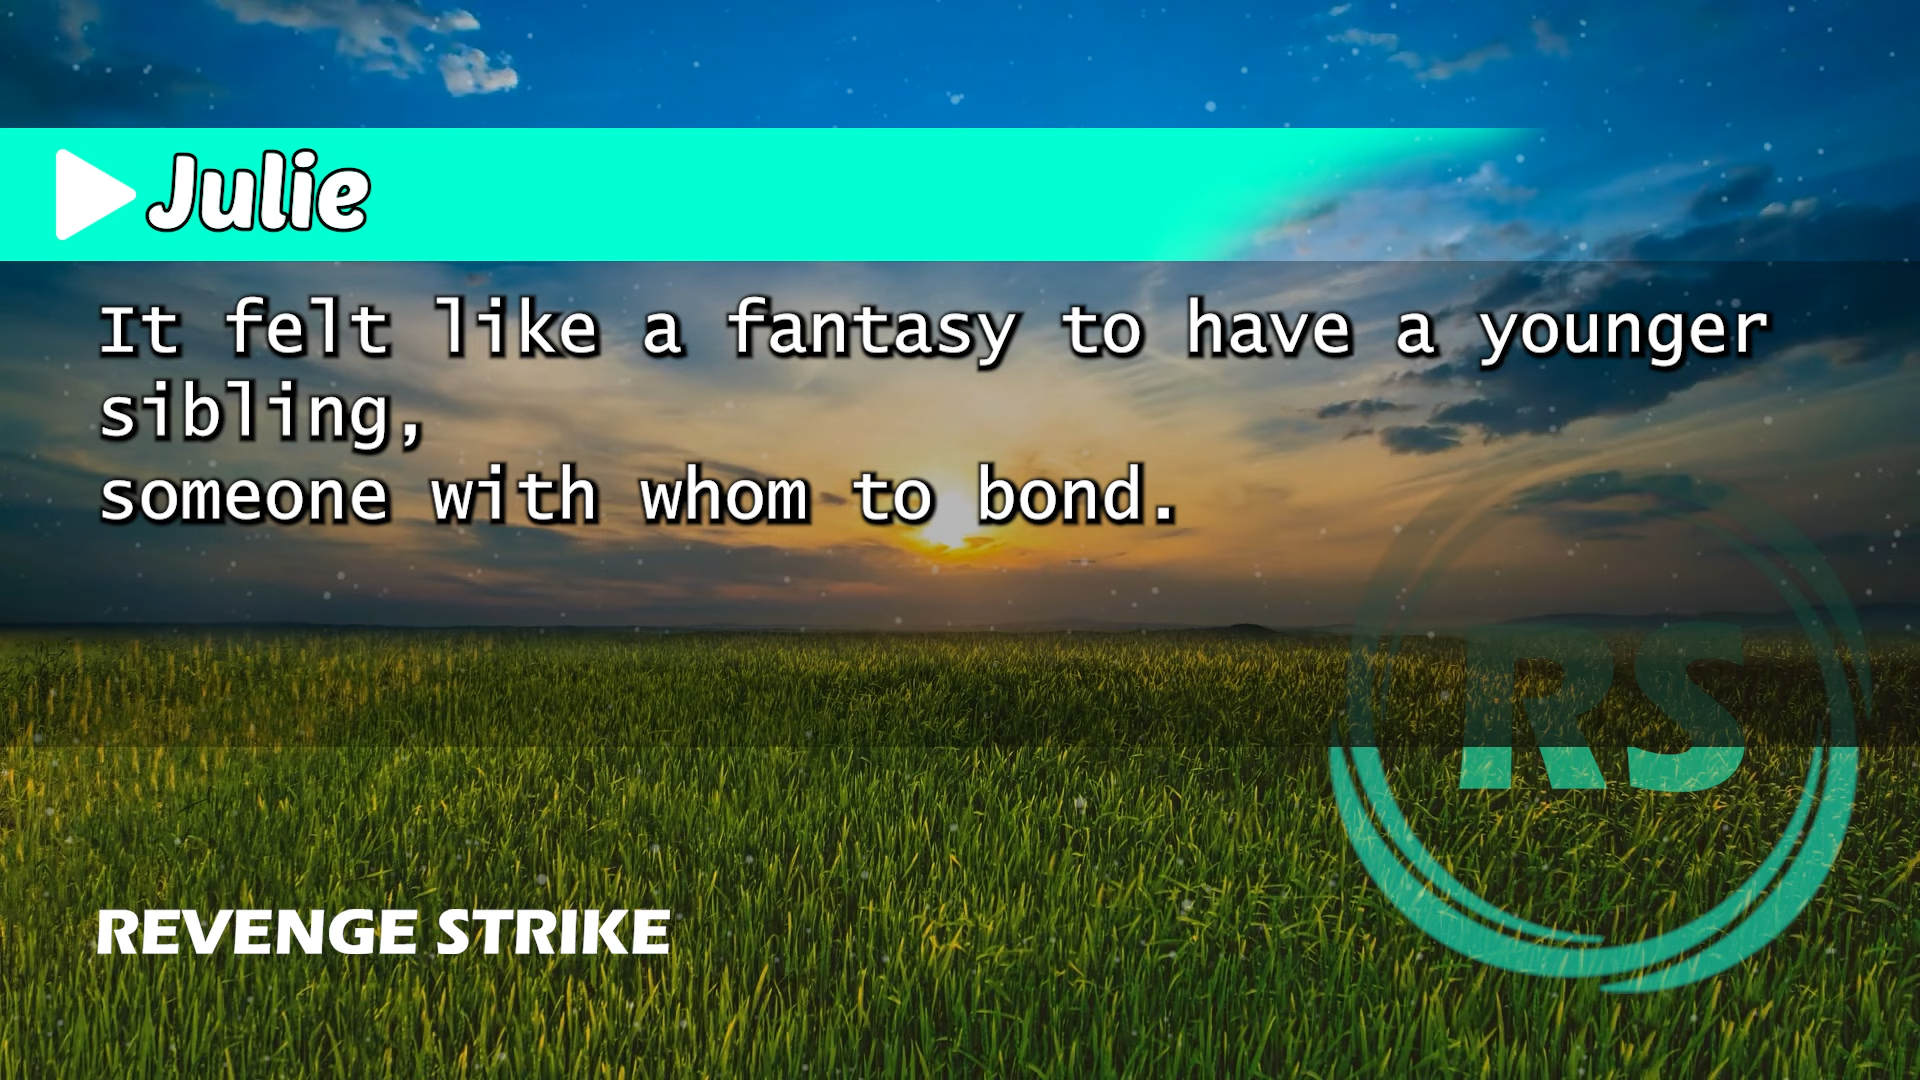 Julie
It felt like a fantasy to have a younger
sibling,
someone with whom to bond.
RS
REVENGE STRIKE